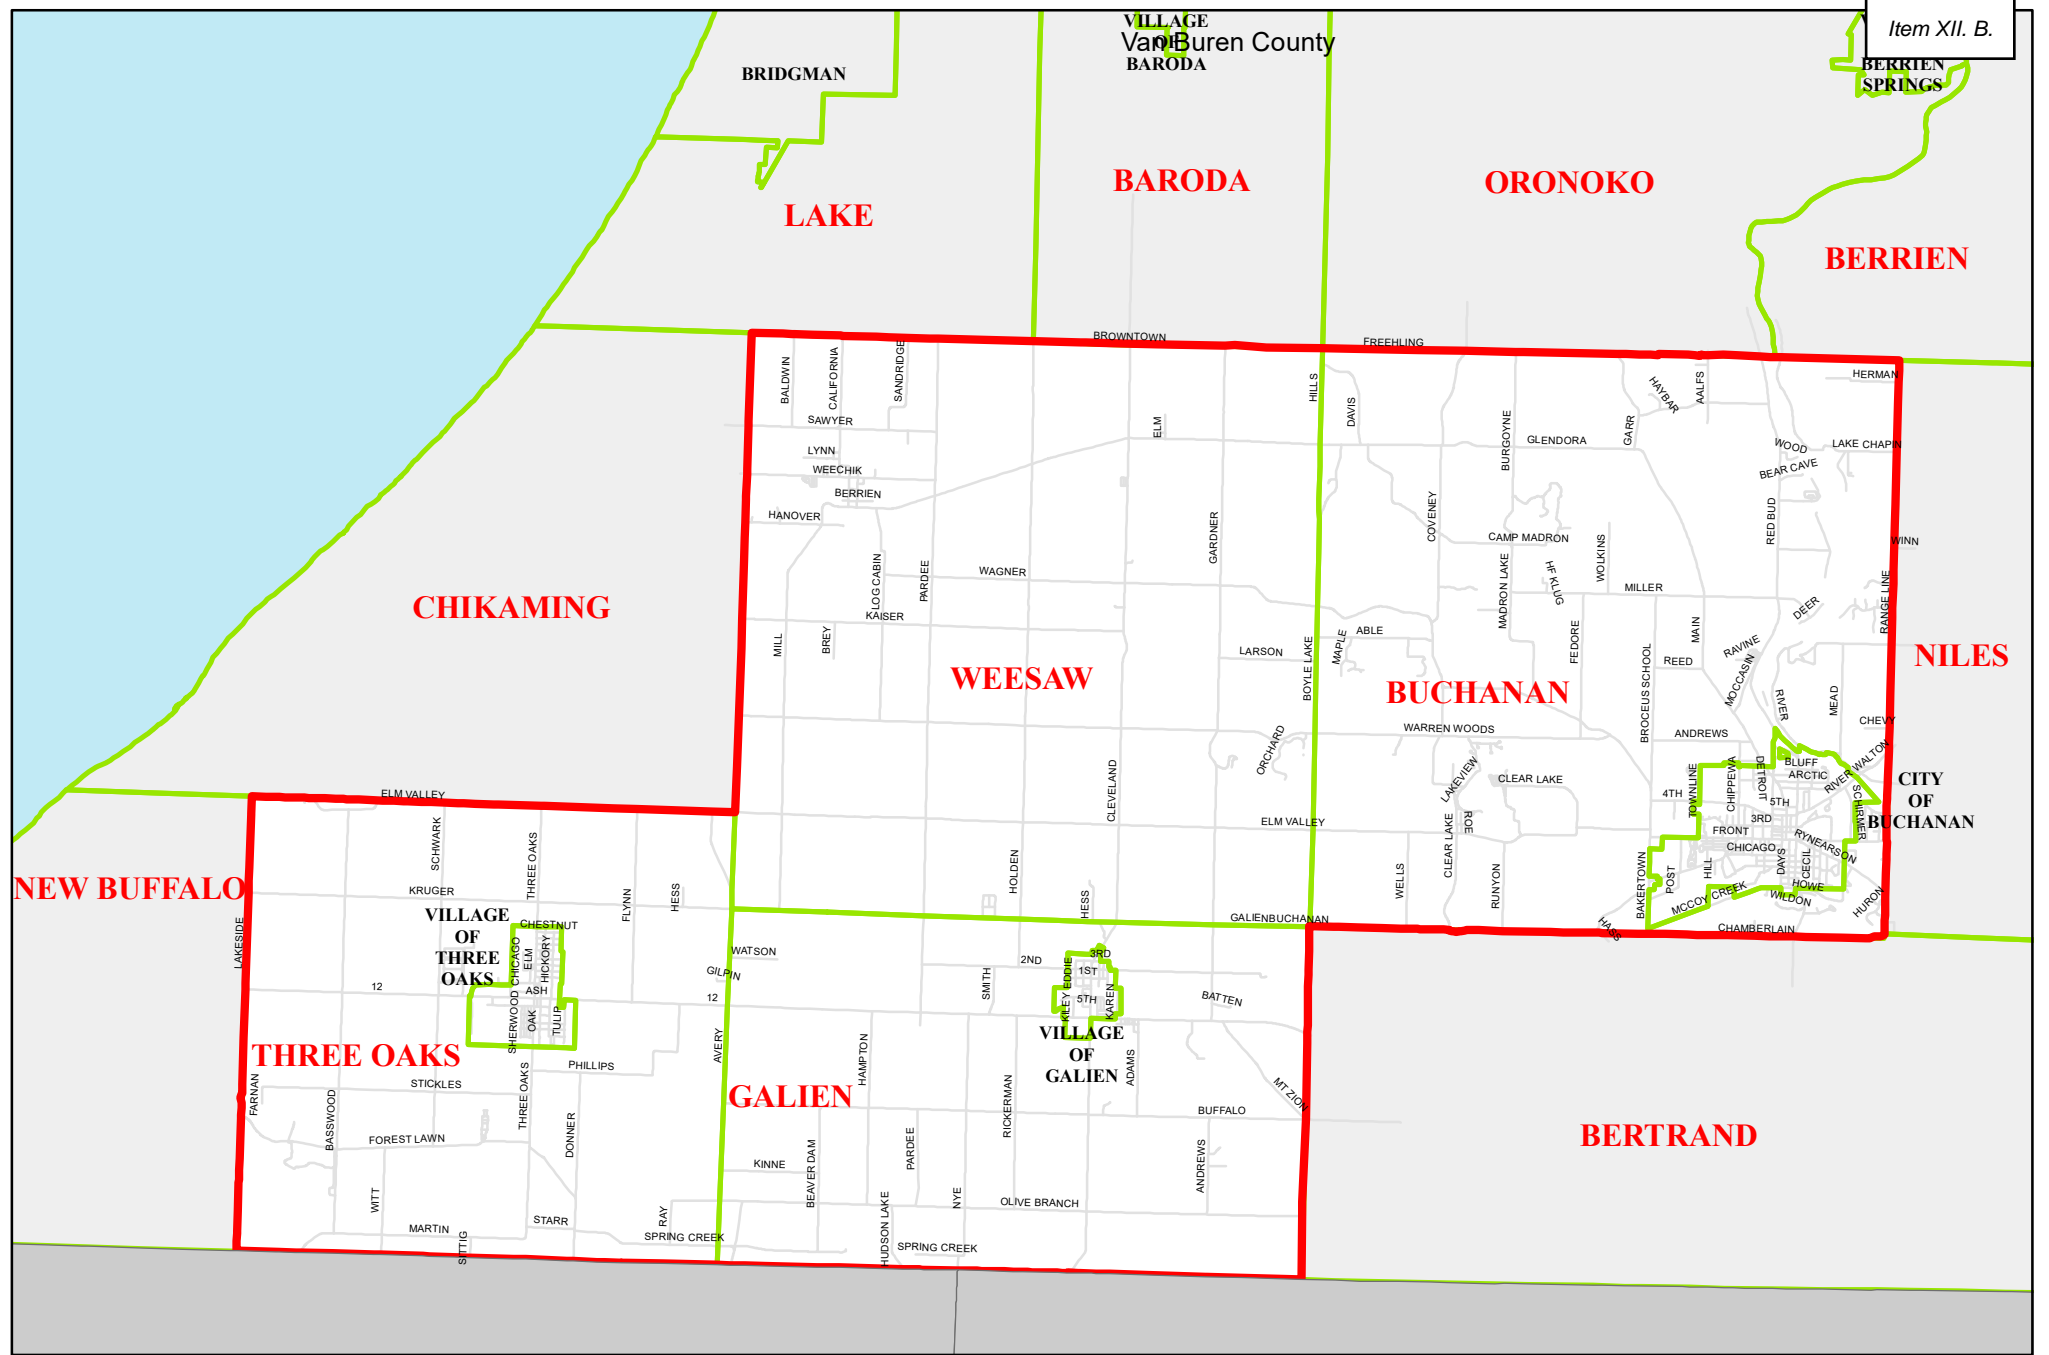 Item XII. B.
VILLAGE
OF
BARODA
Van Buren County
BRIDGMAN
BERRIEN
SPRINGS
BARODA
ORONOKO
LAKE
BERRIEN
BROWNTOWN
FREEHLING
HERMAN
BALDWIN
CALIFORNIA
SANDRIDGE
HILLS
DAVIS
HAYBAR
AALFS
SAWYER
ELM
BURGOYNE
GLENDORA
GARR
WOOD
LAKE CHAPIN
LYNN
WEECHIK
BEAR CAVE
BERRIEN
HANOVER
GARDNER
COVENEY
RED BUD
CAMP MADRON
WOLKINS
WINN
LOG CABIN
PARDEE
WAGNER
MADRON LAKE
HF KLUG
MILLER
DEER
RANGE LINE
CHIKAMING
KAISER
MILL
BREY
MAPLE
ABLE
FEDORE
MAIN
RAVINE
LARSON
BOYLE LAKE
BROCEUS SCHOOL
REED
MOCCASIN
NILES
WEESAW
BUCHANAN
RIVER
MEAD
CHEVY
WARREN WOODS
ANDREWS
ORCHARD
CLEVELAND
LAKEVIEW
CLEAR LAKE
CHIPPEWA
DETROIT
BLUFF
ARCTIC
RIVER
WALTON
CITY
OF
BUCHANAN
ELM VALLEY
4TH
TOWNLINE
5TH
SCHIRMER
ELM VALLEY
ROE
3RD
FRONT
RYNEARSON
SCHWARK
THREE OAKS
HOLDEN
CLEAR LAKE
CHICAGO
DAYS
CECIL
NEW BUFFALO
KRUGER
FLYNN
HESS
HESS
WELLS
RUNYON
BAKERTOWN
POST
HILL
HOWE
MCCOY CREEK
WILDON
HURON
VILLAGE
OF
THREE
OAKS
CHESTNUT
GALIENBUCHANAN
HASS
CHAMBERLAIN
LAKESIDE
CHICAGO
ELM
HICKORY
WATSON
GILPIN
2ND
3RD
SMITH
EDDIE
1ST
12
ASH
12
KILEY
5TH
KAREN
BATTEN
SHERWOOD
OAK
TULIP
VILLAGE
OF
GALIEN
THREE OAKS
AVERY
HAMPTON
PHILLIPS
ADAMS
STICKLES
FARNAN
THREE OAKS
GALIEN
MT ZION
BASSWOOD
DONNER
RICKERMAN
BUFFALO
FOREST LAWN
PARDEE
BERTRAND
KINNE
BEAVER DAM
ANDREWS
WITT
NYE
OLIVE BRANCH
MARTIN
STARR
RAY
HUDSON LAKE
SPRING CREEK
SITTIG
SPRING CREEK